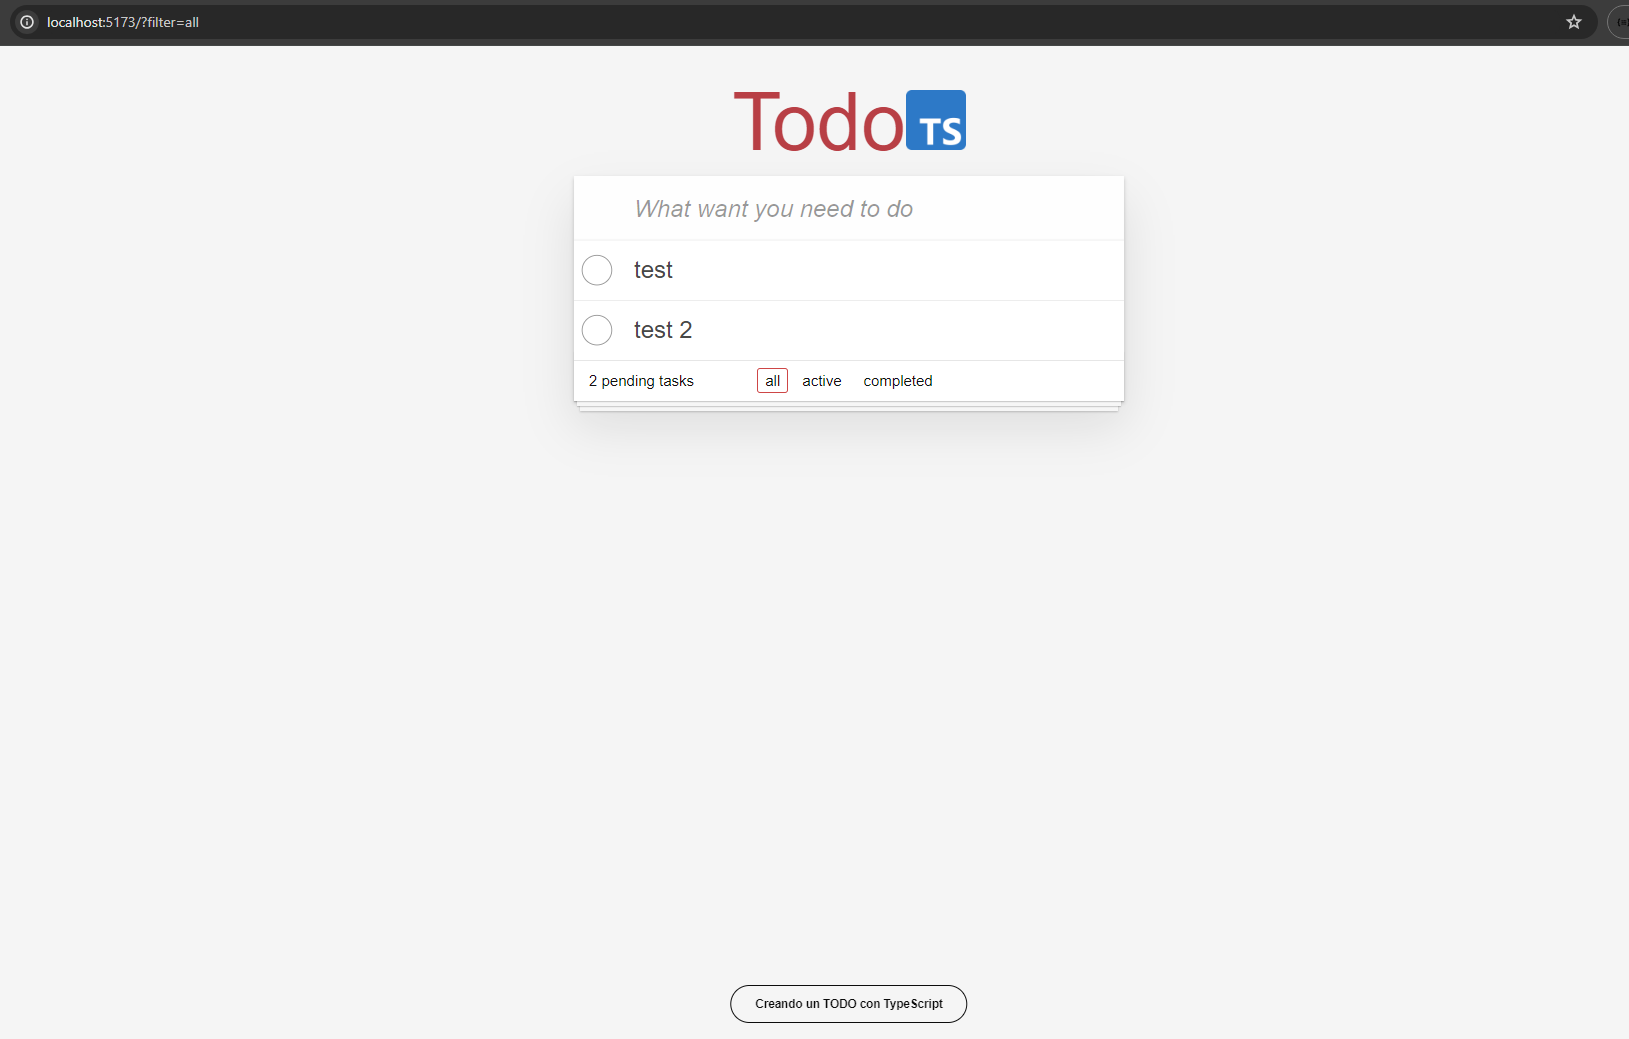 localhost:5173/?filter=all
Todo TS
What want you need to do
test
test 2
2 pending tasks all active completed
Creando un TODO con TypeScript